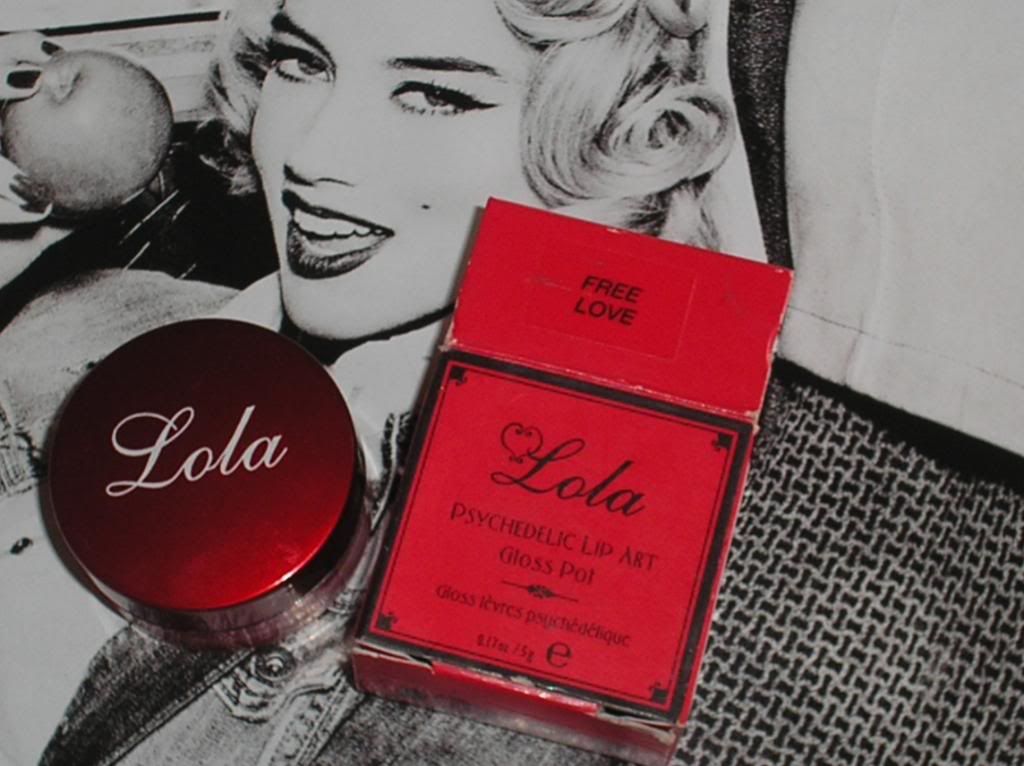 Lola
FREE
LOVE
Lola
PSYCHEDELIC LIP ART
Gloss Pot
Gloss lèvres psychédélique
0.17oz / 5g e